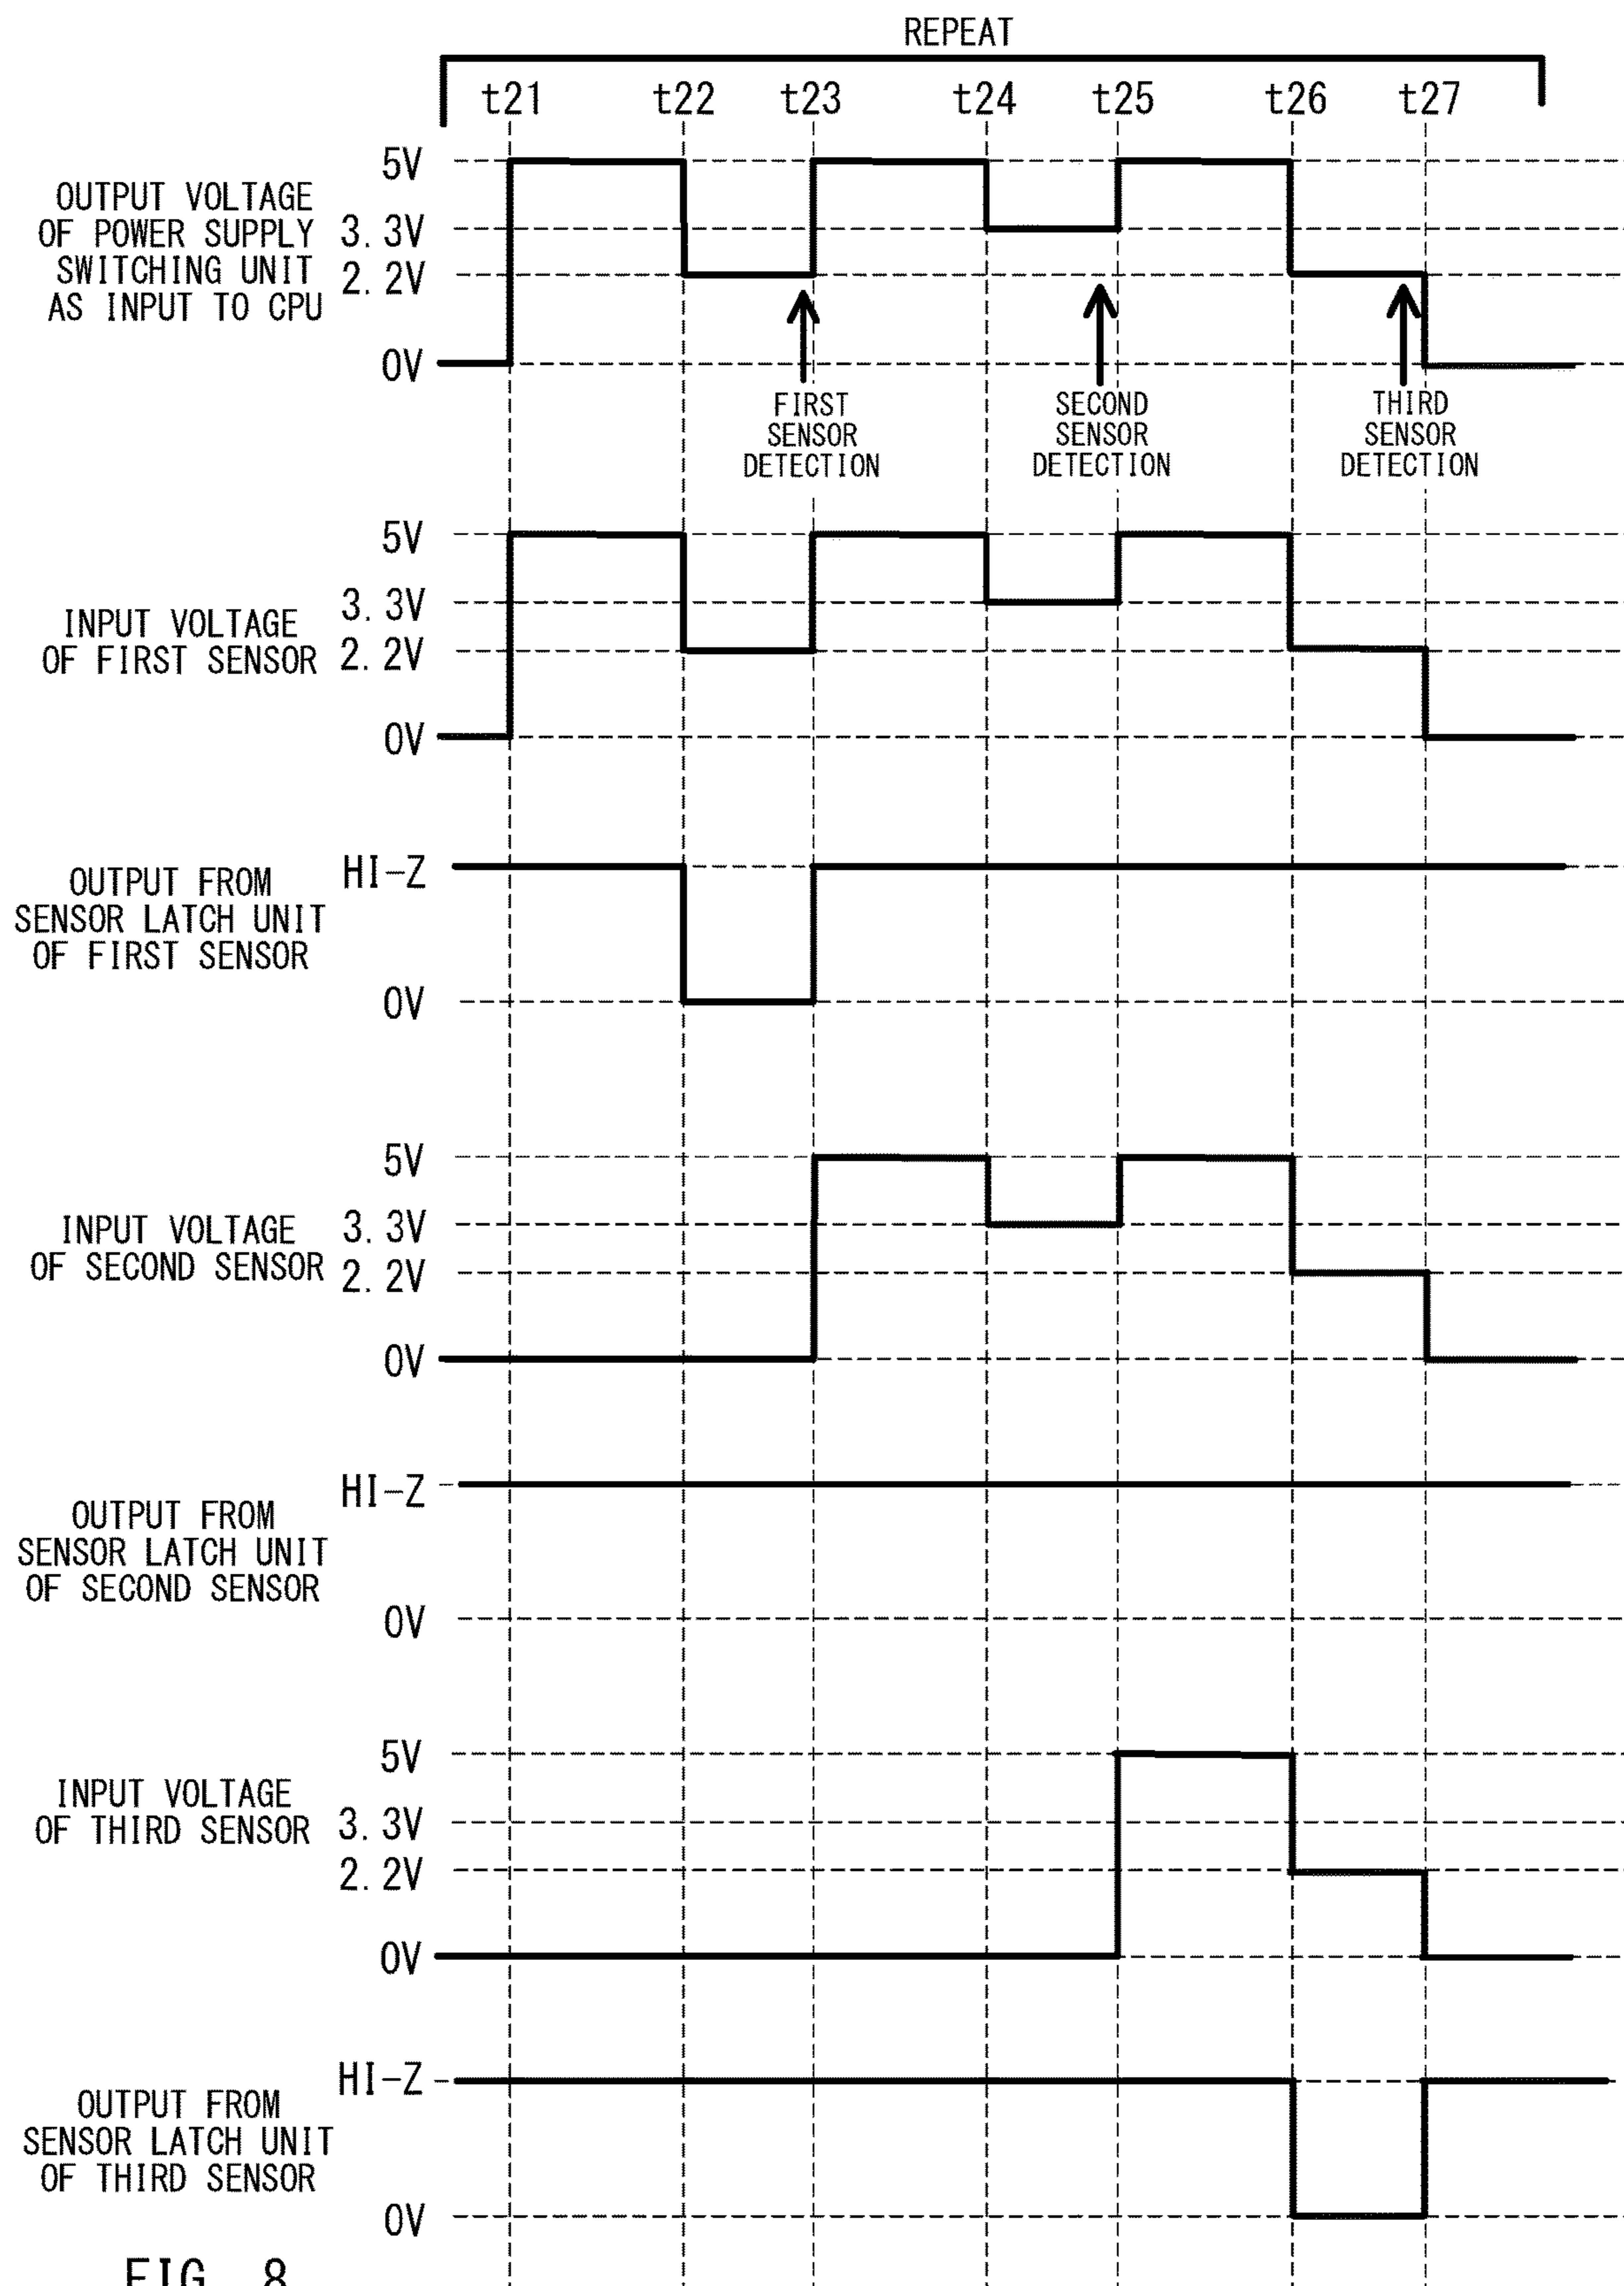 REPEAT
t21 t22 t23 t24 t25 t26 t27
OUTPUT VOLTAGE
OF POWER SUPPLY
SWITCHING UNIT
AS INPUT TO CPU
5V
3.3V
2.2V
0V
FIRST
SENSOR
DETECTION
SECOND
SENSOR
DETECTION
THIRD
SENSOR
DETECTION
INPUT VOLTAGE
OF FIRST SENSOR
5V
3.3V
2.2V
0V
OUTPUT FROM
SENSOR LATCH UNIT
OF FIRST SENSOR
HI-Z
0V
INPUT VOLTAGE
OF SECOND SENSOR
5V
3.3V
2.2V
0V
OUTPUT FROM
SENSOR LATCH UNIT
OF SECOND SENSOR
HI-Z
0V
INPUT VOLTAGE
OF THIRD SENSOR
5V
3.3V
2.2V
0V
OUTPUT FROM
SENSOR LATCH UNIT
OF THIRD SENSOR
HI-Z
0V
FIG. 8